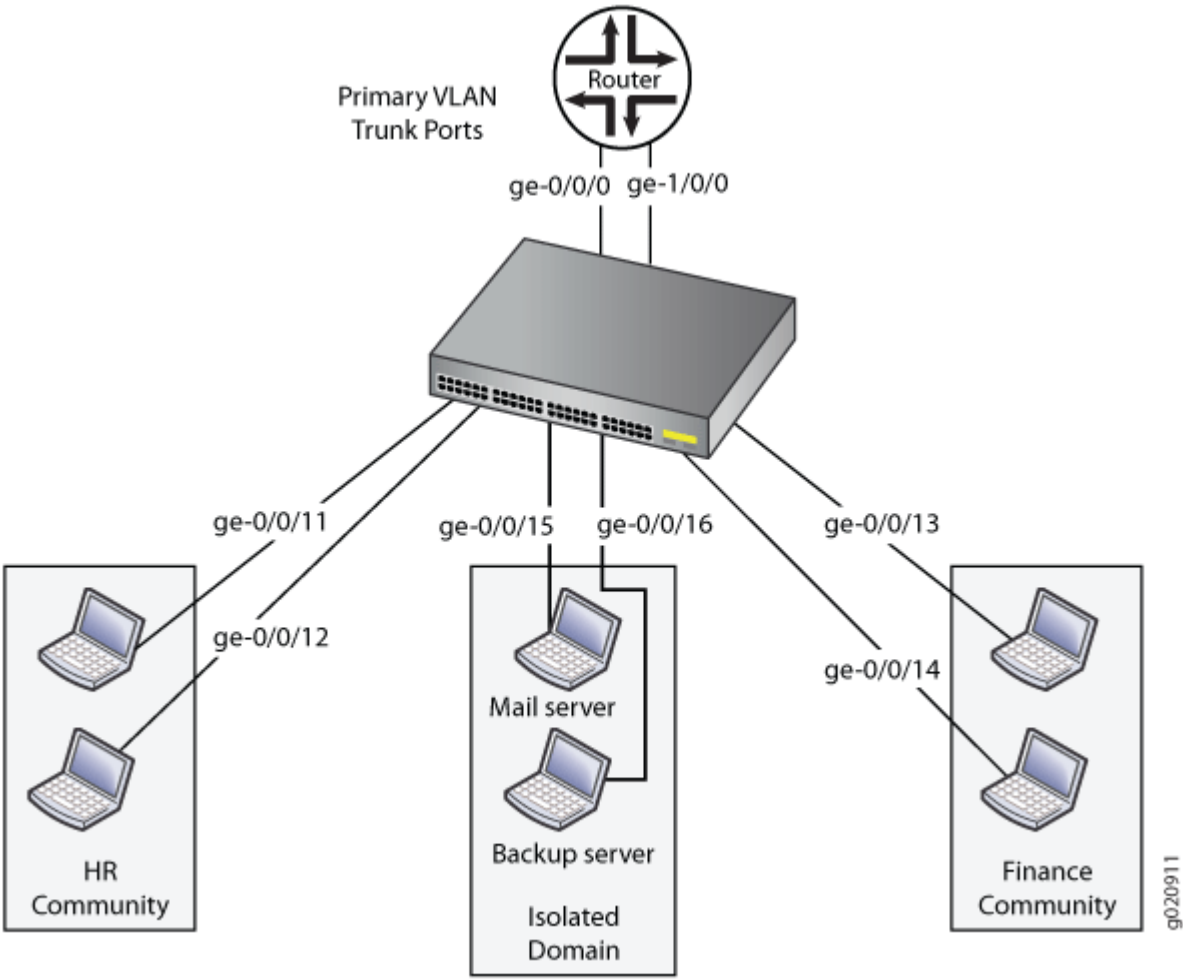 Router
Primary VLAN
Trunk Ports
ge-0/0/0
ge-1/0/0
ge-0/0/11
ge-0/0/15
ge-0/0/16
ge-0/0/13
ge-0/0/12
ge-0/0/14
Mail server
Backup server
HR
Community
Isolated
Domain
Finance
Community
g020911